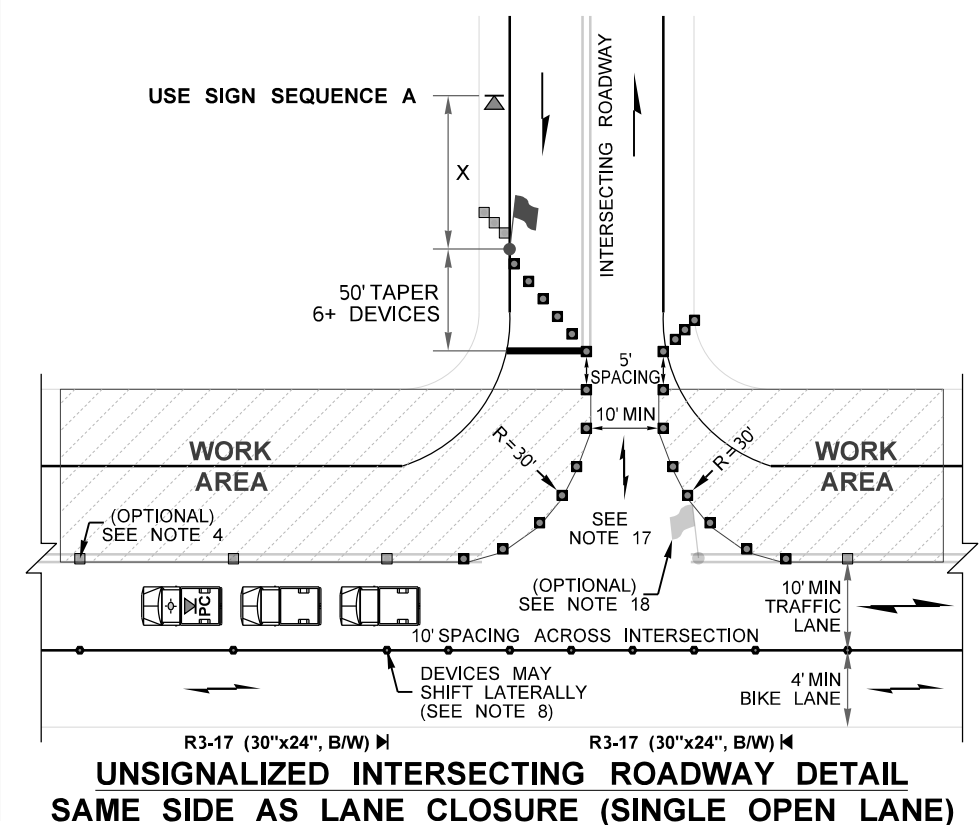 USE SIGN SEQUENCE A
X
INTERSECTING ROADWAY
50' TAPER
6+ DEVICES
5'
SPACING
10' MIN
WORK
AREA
R = 30'
R = 30'
WORK
AREA
(OPTIONAL)
SEE NOTE 4
SEE
NOTE 17
(OPTIONAL)
SEE NOTE 18
10' MIN
TRAFFIC
LANE
PC
10' SPACING ACROSS INTERSECTION
DEVICES MAY
SHIFT LATERALLY
(SEE NOTE 8)
4' MIN
BIKE LANE
R3-17 (30"x24", B/W)
R3-17 (30"x24", B/W)
UNSIGNALIZED INTERSECTING ROADWAY DETAIL
SAME SIDE AS LANE CLOSURE (SINGLE OPEN LANE)